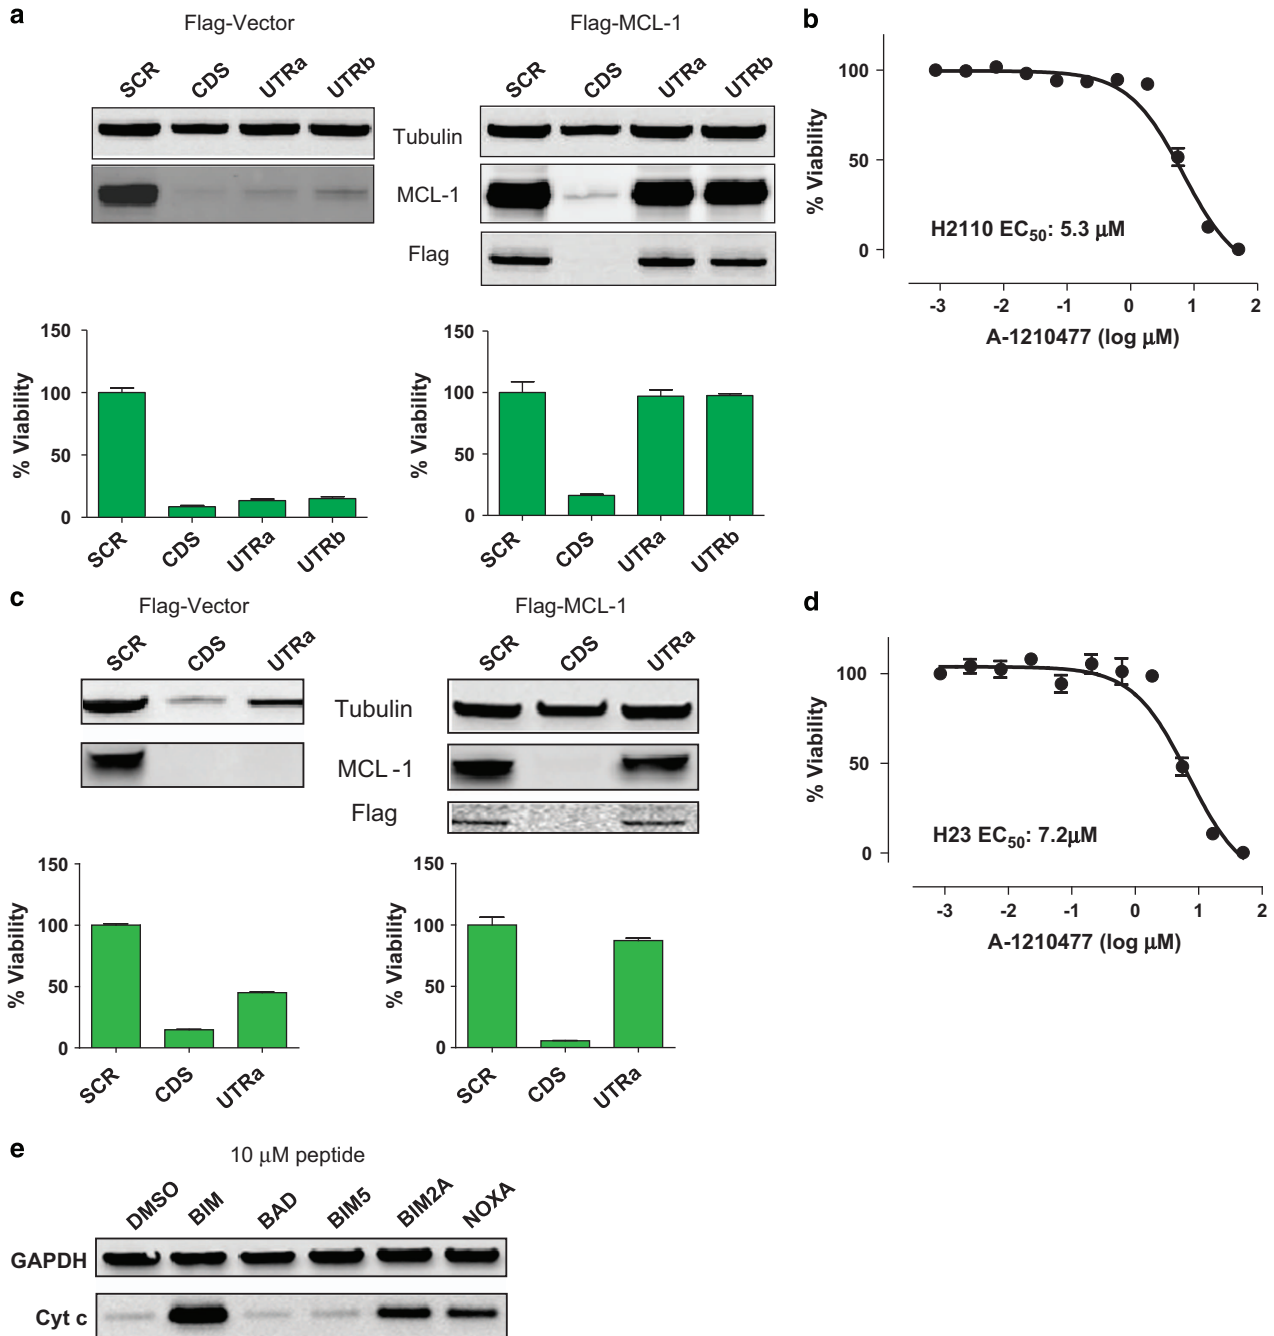 a
Flag-Vector
SCR CDS UTRa UTRb
Flag-MCL-1
SCR CDS UTRa UTRb
Tubulin
MCL-1
Flag
150
100
50
0
% Viability
SCR CDS UTRa UTRb
150
100
50
0
% Viability
SCR CDS UTRa UTRb
b
100
50
0
% Viability
H2110 EC50: 5.3 μM
-3 -2 -1 0 1 2
A-1210477 (log μM)
c
Flag-Vector
SCR CDS UTRa
Flag-MCL-1
SCR CDS UTRa
Tubulin
MCL-1
Flag
150
100
50
0
% Viability
SCR CDS UTRa
150
100
50
0
% Viability
SCR CDS UTRa
d
100
50
0
% Viability
H23 EC50: 7.2μM
-3 -2 -1 0 1 2
A-1210477 (log μM)
e
10 μM peptide
DMSO BIM BAD BIM5 BIM2A NOXA
GAPDH
Cyt c